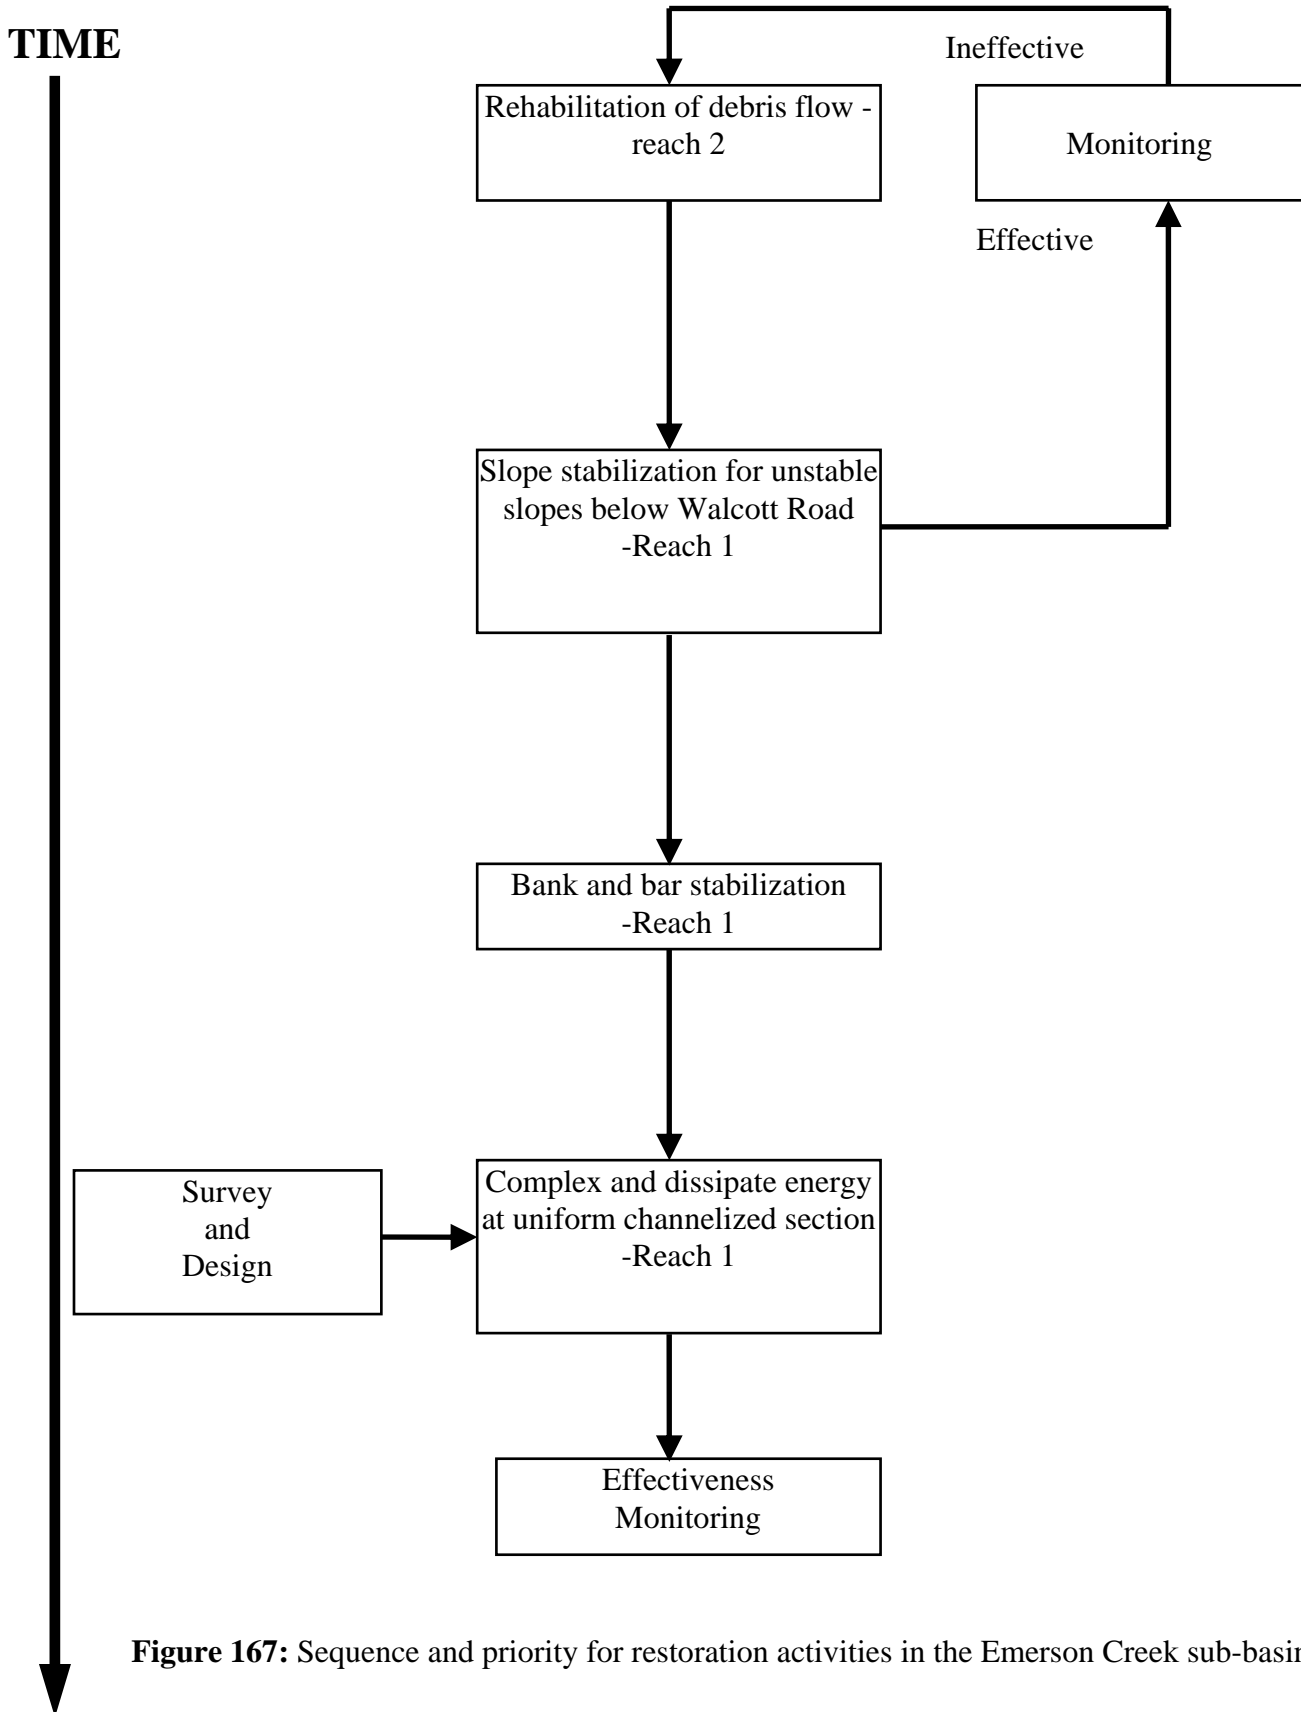 TIME
Ineffective
Rehabilitation of debris flow -
reach 2
Monitoring
Effective
Slope stabilization for unstable
slopes below Walcott Road
-Reach 1
Bank and bar stabilization
-Reach 1
Survey
and
Design
Complex and dissipate energy
at uniform channelized section
-Reach 1
Effectiveness
Monitoring
Figure 167: Sequence and priority for restoration activities in the Emerson Creek sub-basin